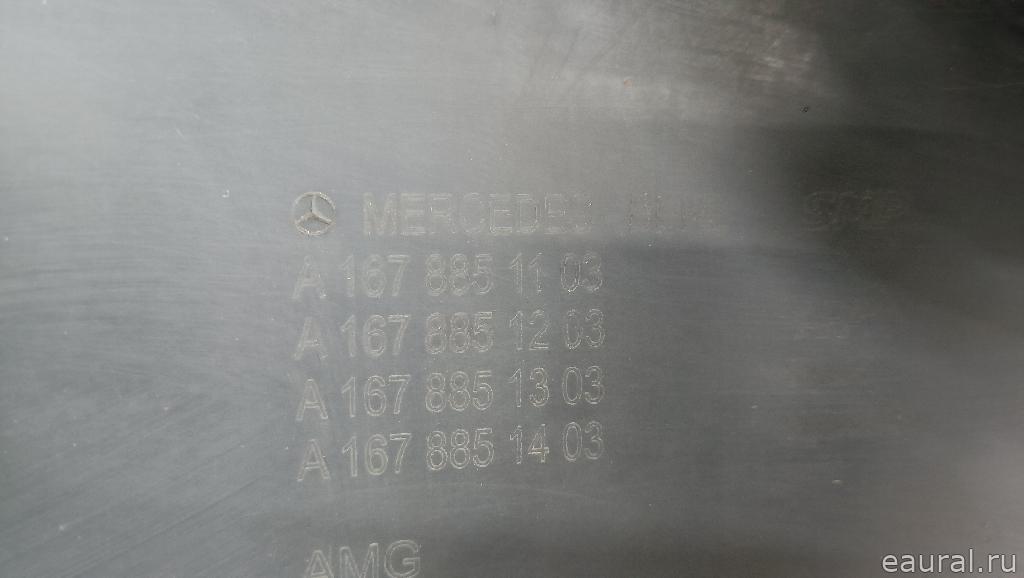 MERCEDES
A 167 885 11 03
A 167 885 12 03
A 167 885 13 03
A 167 885 14 03
AMG
eaural.ru